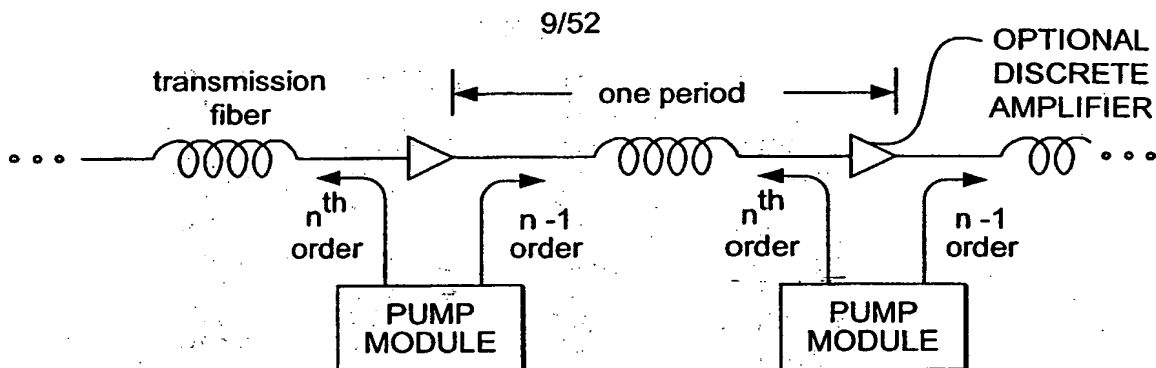 9/52
OPTIONAL
DISCRETE
AMPLIFIER
transmission
fiber
one period
nth
order
n -1
order
nth
order
n -1
order
PUMP
MODULE
PUMP
MODULE